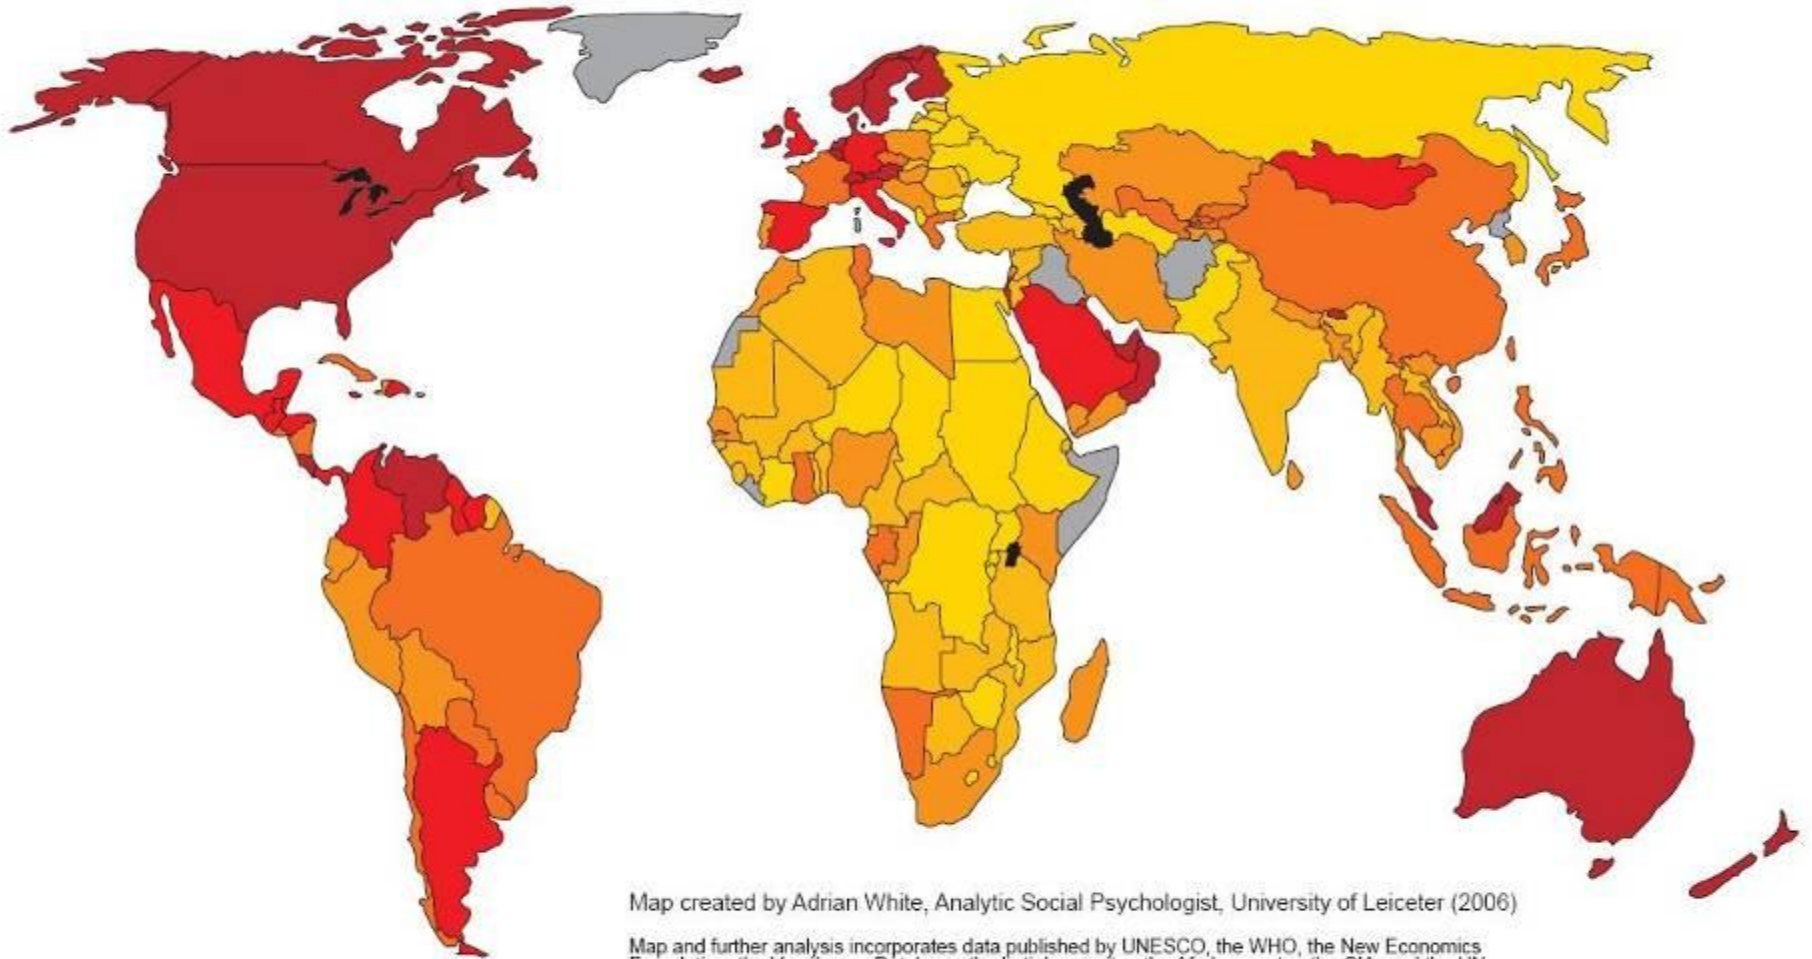 Map created by Adrian White, Analytic Social Psychologist, University of Leiceter (2006)
Map and further analysis incorporates data published by UNESCO, the WHO, the New Economics